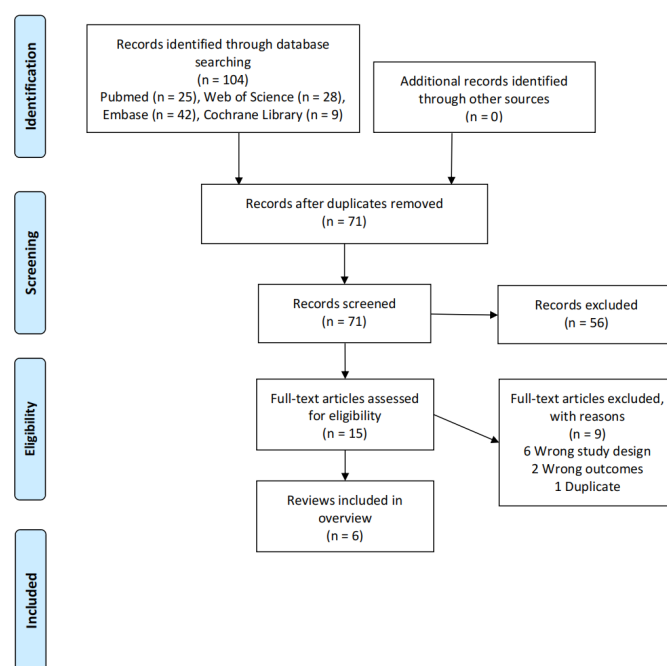 Identification
Records identified through database
searching
(n = 104)
Pubmed (n = 25), Web of Science (n = 28),
Embase (n = 42), Cochrane Library (n = 9)
Additional records identified
through other sources
(n = 0)
Screening
Records after duplicates removed
(n = 71)
Records screened
(n = 71)
Records excluded
(n = 56)
Eligibility
Full-text articles assessed
for eligibility
(n = 15)
Full-text articles excluded,
with reasons
(n = 9)
6 Wrong study design
2 Wrong outcomes
1 Duplicate
Included
Reviews included in
overview
(n = 6)